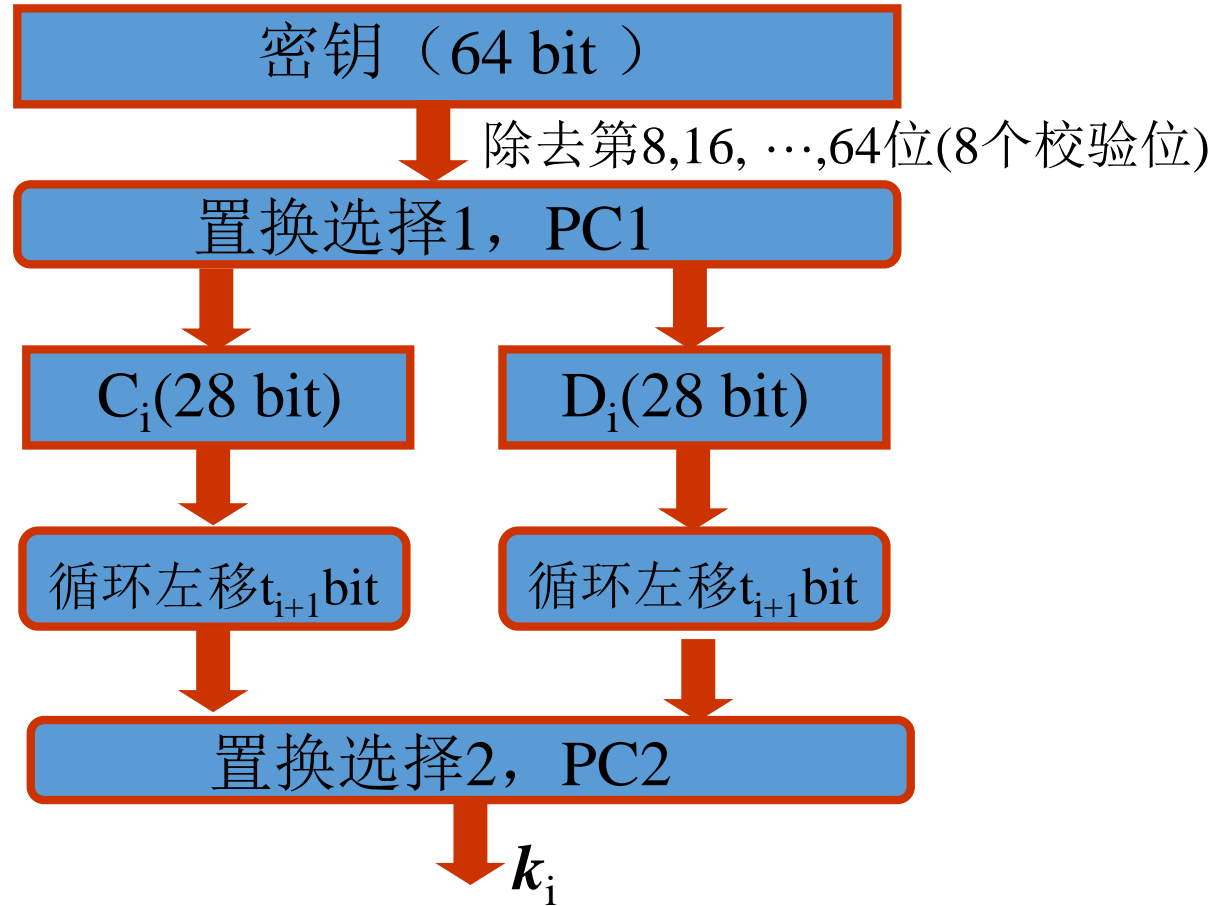 密钥（64 bit ）
除去第8,16, …,64位(8个校验位)
置换选择1，PC1
Cᵢ(28 bit)
Dᵢ(28 bit)
循环左移tᵢ₊₁bit
循环左移tᵢ₊₁bit
置换选择2，PC2
kᵢ